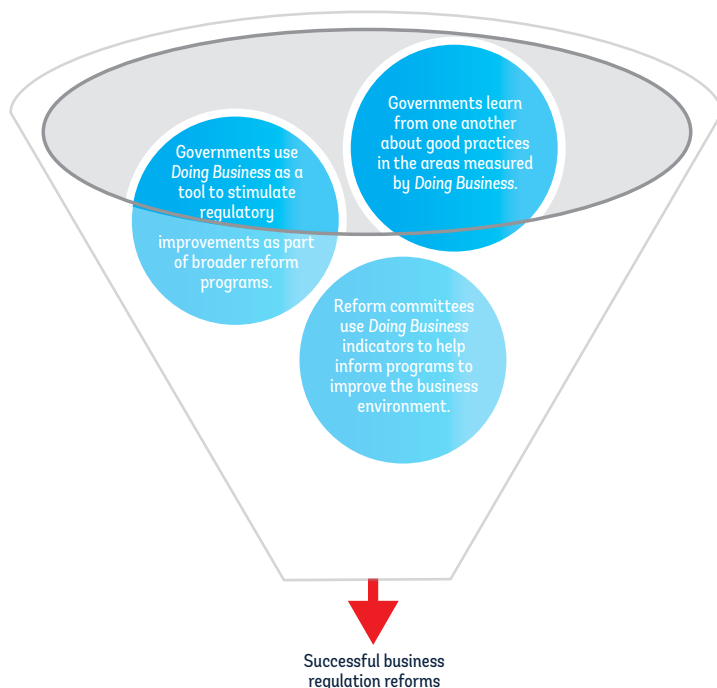 Governments use
Doing Business as a
tool to stimulate
regulatory
improvements as part
of broader reform
programs.
Governments learn
from one another
about good practices
in the areas measured
by Doing Business.
Reform committees
use Doing Business
indicators to help
inform programs to
improve the business
environment.
Successful business
regulation reforms